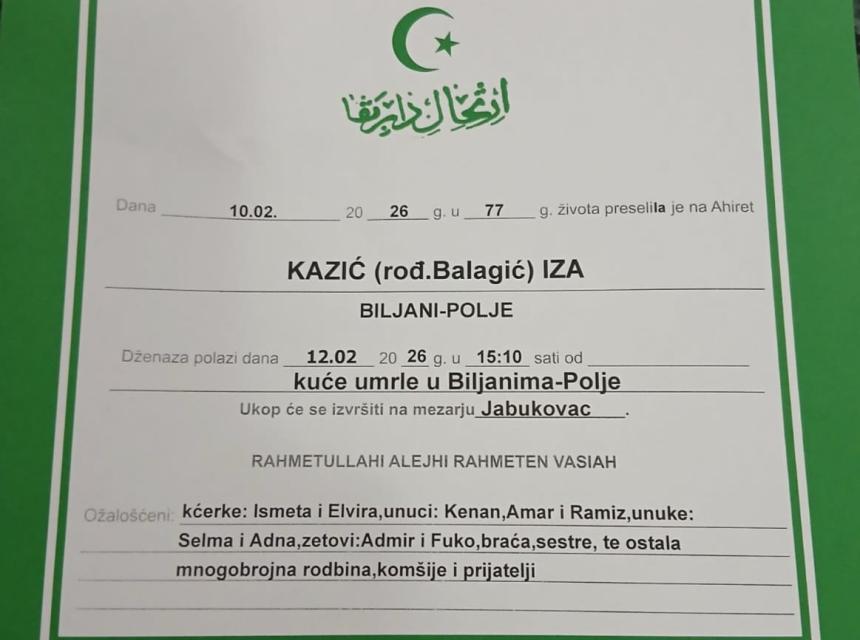 ارتحال دار بقا
Dana 10.02. 20 26 g. u 77 g. života preselila je na Ahiret
KAZIĆ (rođ.Balagić) IZA
BILJANI-POLJE
Dženaza polazi dana 12.02 20 26 g. u 15:10 sati od
kuće umrle u Biljanima-Polje
Ukop će se izvršiti na mezarju Jabukovac.
RAHMETULLAHI ALEJHI RAHMETEN VASIAH
Ožalošćeni: kćerke: Ismeta i Elvira,unuci: Kenan,Amar i Ramiz,unuke:
Selma i Adna,zetovi:Admir i Fuko,braća,sestre, te ostala
mnogobrojna rodbina,komšije i prijatelji